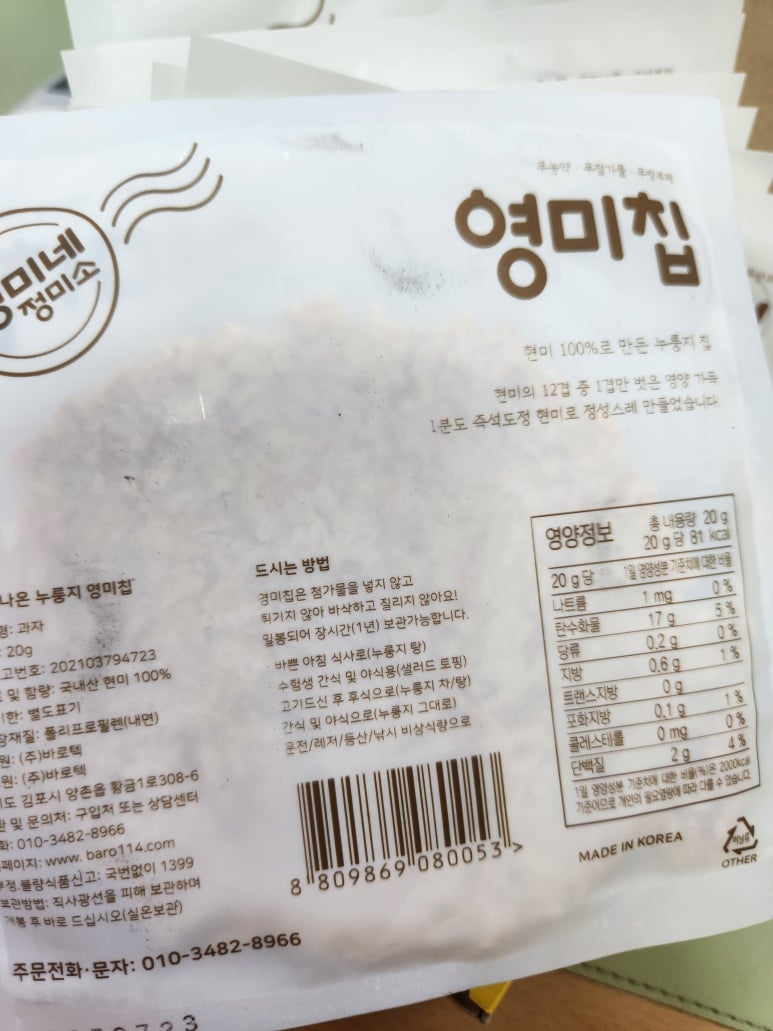 무농약 · 무첨가물 · 무방부제
영미칩
미네
정미소
현미 100%로 만든 누룽지 칩
현미의 12겹 중 1겹만 벗은 영양 가득
1분도 즉석도정 현미로 정성스레 만들었습니다.
영양정보
총 내용량 20 g
20 g 당 81 kcal
20 g 당 1일 영양성분 기준치에 대한 비율
나트륨 1 mg 0 %
탄수화물 17 g 5 %
당류 0.2 g 0 %
지방 0.6 g 1 %
트랜스지방 0 g
포화지방 0.1 g 1 %
콜레스테롤 0 mg 0 %
단백질 2 g 4 %
1일 영양성분 기준치에 대한 비율(%)은 2000kcal
기준이므로 개인의 필요열량에 따라 다를 수 있습니다.
드시는 방법
영미칩은 첨가물을 넣지 않고
튀기지 않아 바삭하고 질리지 않아요!
밀봉되어 장시간(1년) 보관가능합니다.
· 바쁜 아침 식사로(누룽지 탕)
· 수험생 간식 및 야식용(샐러드 토핑)
· 고기드신 후 후식으로(누룽지 차/탕)
· 간식 및 야식으로(누룽지 그대로)
· 운전/레저/등산/낚시 비상식량으로
나온 누룽지 영미칩
: 과자
: 20g
고번호: 202103794723
및 함량: 국내산 현미 100%
기한: 별도표기
장재질: 폴리프로필렌(내면)
원: (주)바로텍
원: (주)바로텍
도 김포시 양촌읍 황금1로308-6
및 문의처: 구입처 또는 상담센터
화: 010-3482-8966
페이지: www. baro114.com
부정.불량식품신고: 국번없이 1399
보관방법: 직사광선을 피해 보관하며
개봉 후 바로 드십시오(실온보관)
8 809869 080053 >
MADE IN KOREA
비닐류
OTHER
주문전화·문자: 010-3482-8966
0723